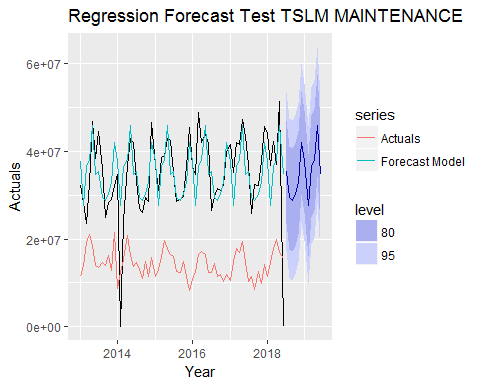 Regression Forecast Test TSLM MAINTENANCE
6e+07
4e+07
2e+07
0e+00
Actuals
2014
2016
2018
Year
series
Actuals
Forecast Model
level
80
95